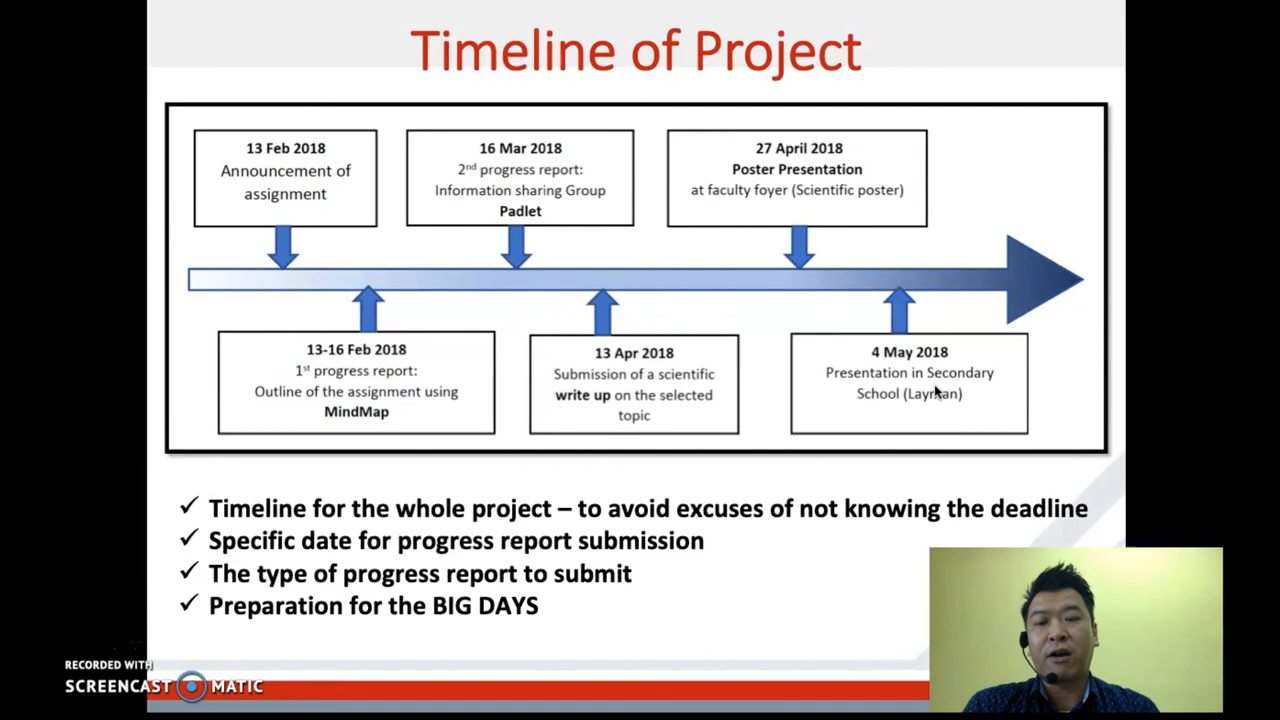 Timeline of Project
13 Feb 2018
Announcement of
assignment
16 Mar 2018
2nd progress report:
Information sharing Group
Padlet
27 April 2018
Poster Presentation
at faculty foyer (Scientific poster)
13-16 Feb 2018
1st progress report:
Outline of the assignment using
MindMap
13 Apr 2018
Submission of a scientific
write up on the selected
topic
4 May 2018
Presentation in Secondary
School (Layman)
✓ Timeline for the whole project – to avoid excuses of not knowing the deadline
✓ Specific date for progress report submission
✓ The type of progress report to submit
✓ Preparation for the BIG DAYS
RECORDED WITH
SCREENCAST MATIC